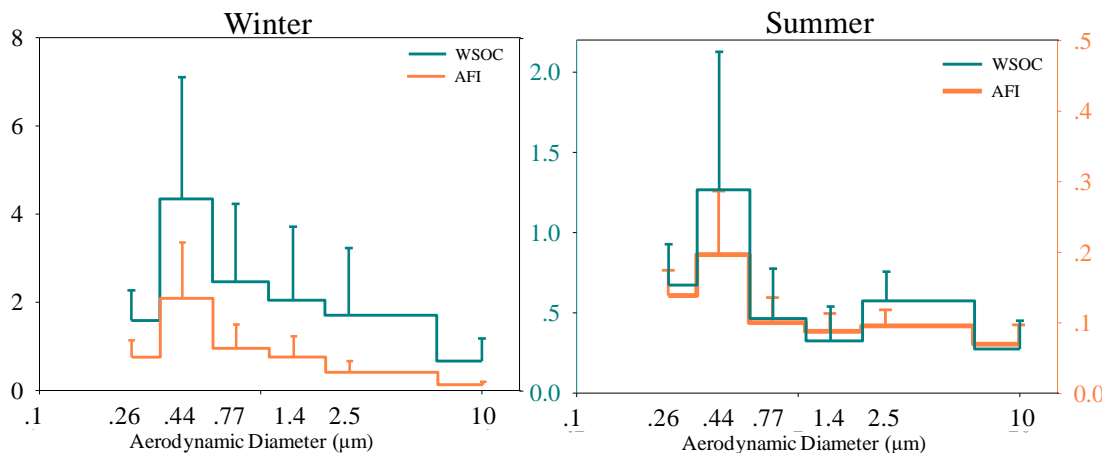 Winter
8
6
4
2
0
WSOC
AFI
.1 .26 .44 .77 1.4 2.5 10
Aerodynamic Diameter (µm)
Summer
2.0
1.5
1.0
.5
0.0
WSOC
AFI
.5
.4
.3
.2
.1
0.0
.1 .26 .44 .77 1.4 2.5 10
Aerodynamic Diameter (µm)